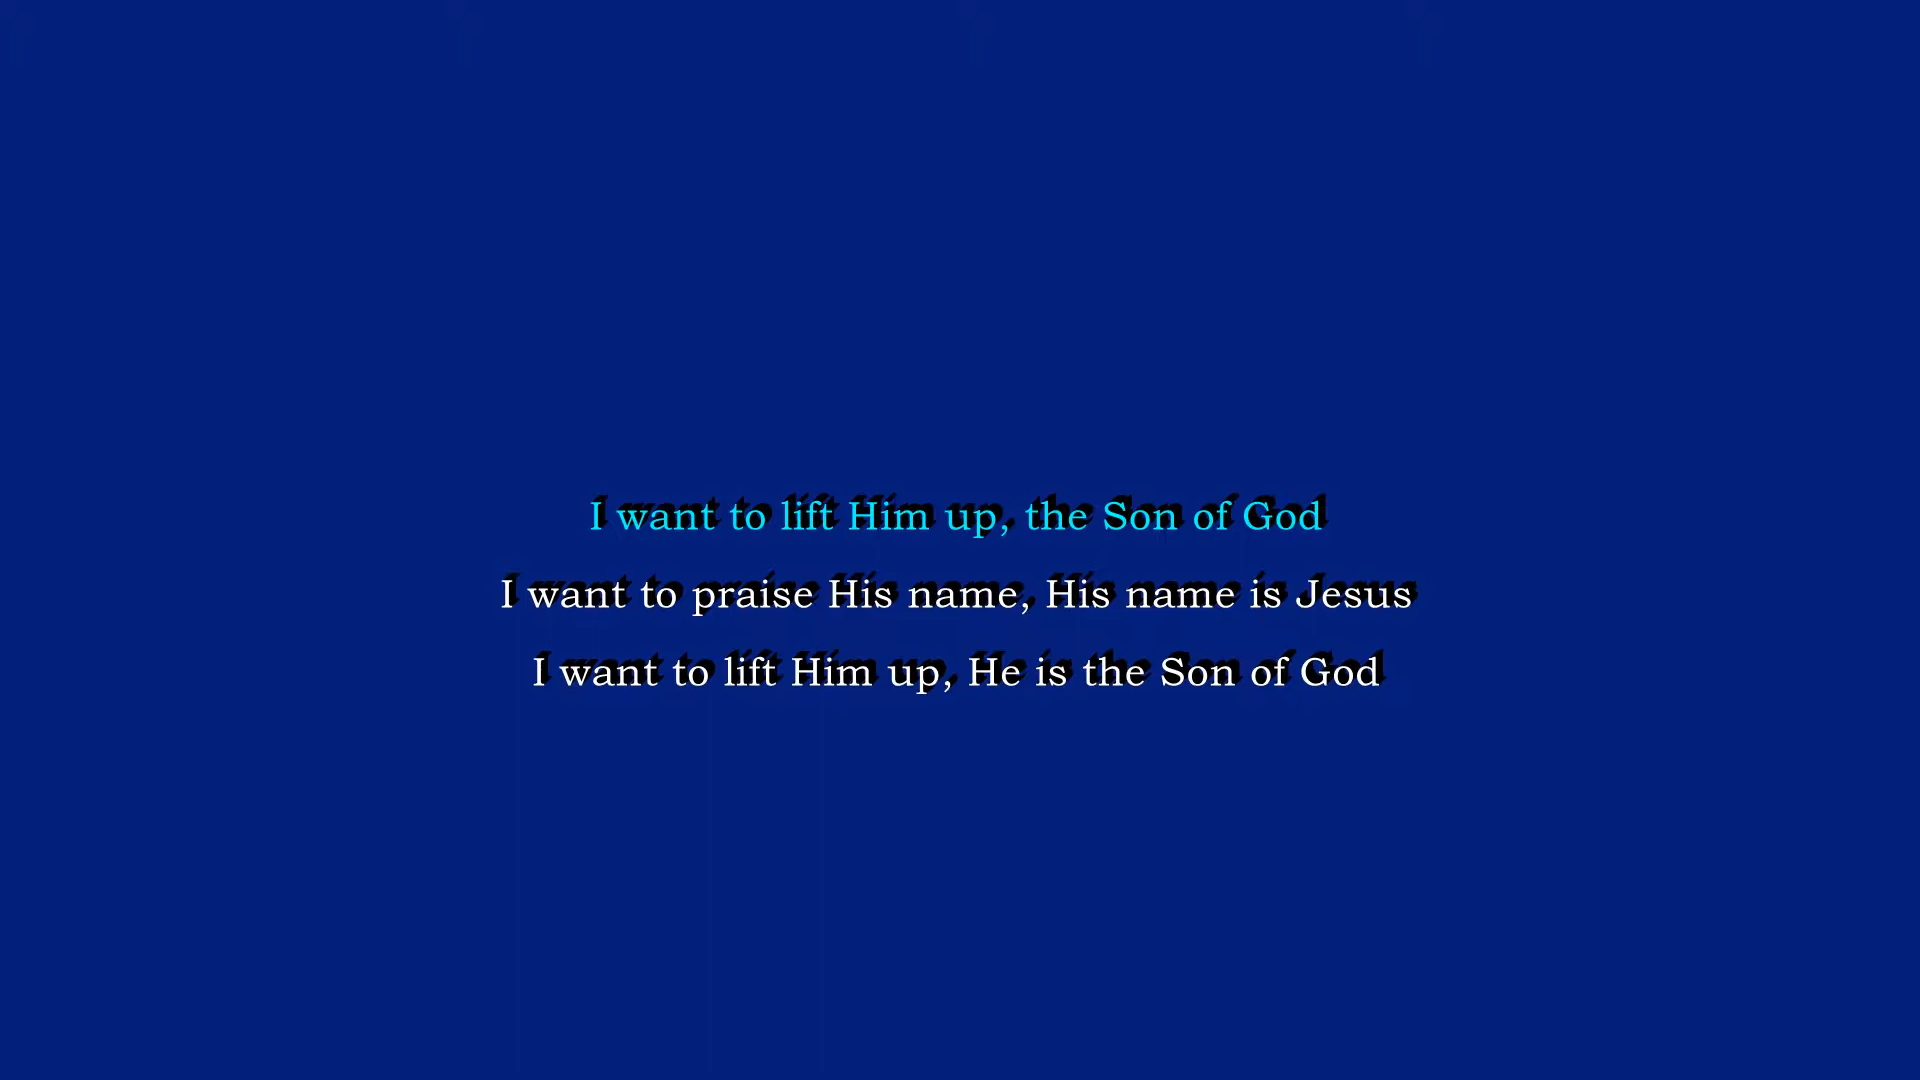 I want to lift Him up, the Son of God
I want to praise His name, His name is Jesus
I want to lift Him up, He is the Son of God